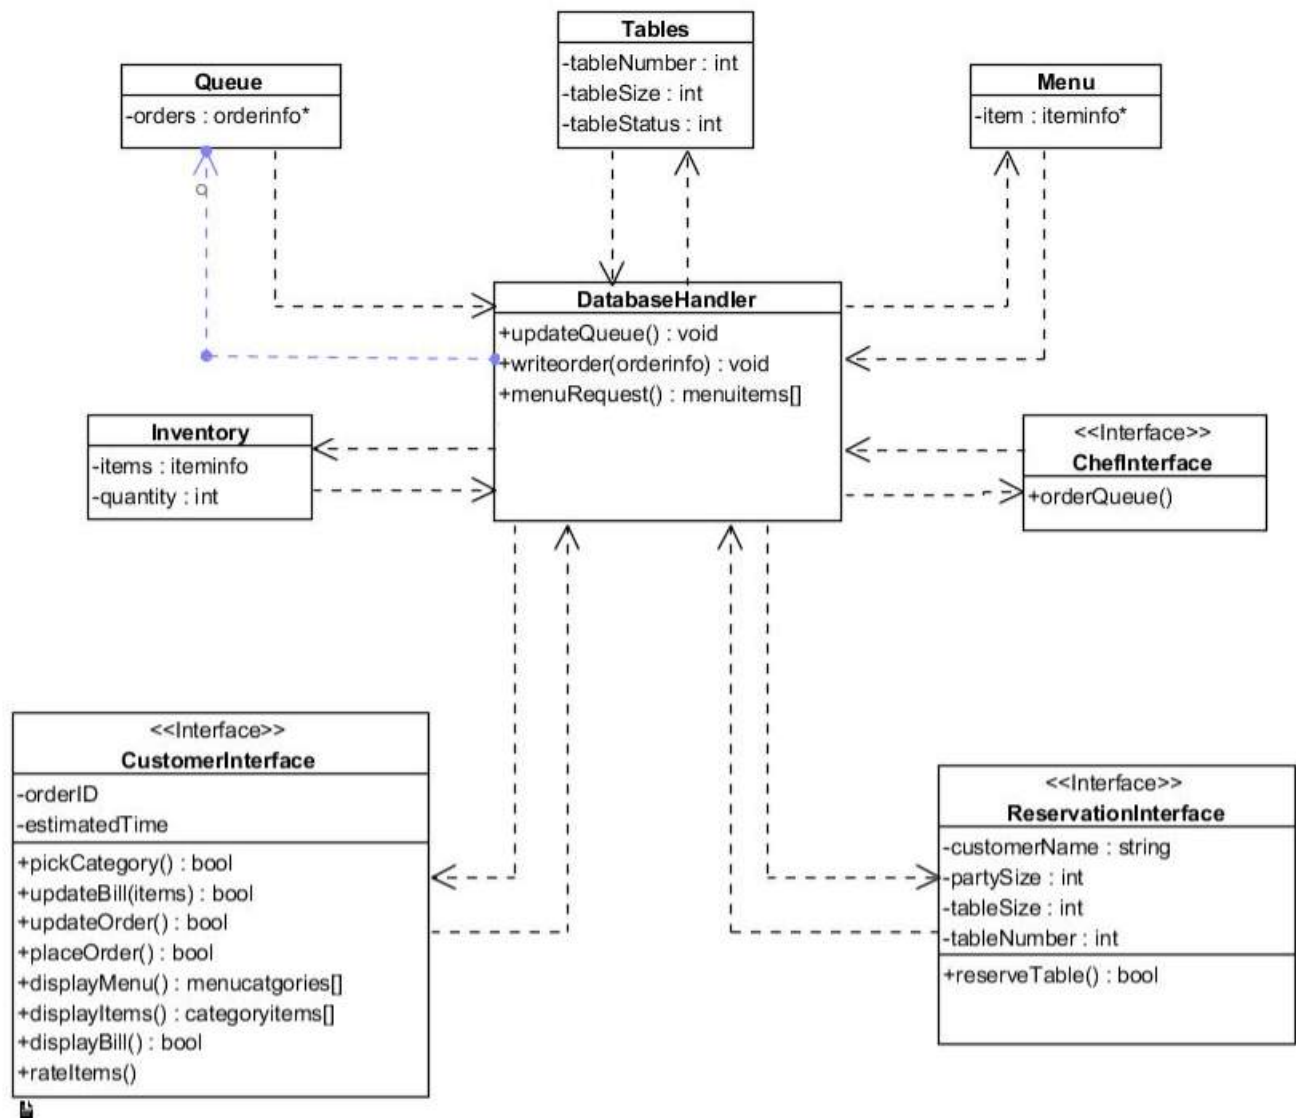 Tables
-tableNumber : int
-tableSize : int
-tableStatus : int
Queue
-orders : orderinfo*
Menu
-item : iteminfo*
DatabaseHandler
+updateQueue() : void
+writeorder(orderinfo) : void
+menuRequest() : menuitems[]
Inventory
-items : iteminfo
-quantity : int
<<Interface>>
ChefInterface
+orderQueue()
<<Interface>>
CustomerInterface
-orderID
-estimatedTime
+pickCategory() : bool
+updateBill(items) : bool
+updateOrder() : bool
+placeOrder() : bool
+displayMenu() : menucatgories[]
+displayItems() : categoryitems[]
+displayBill() : bool
+rateItems()
<<Interface>>
ReservationInterface
-customerName : string
-partySize : int
-tableSize : int
-tableNumber : int
+reserveTable() : bool